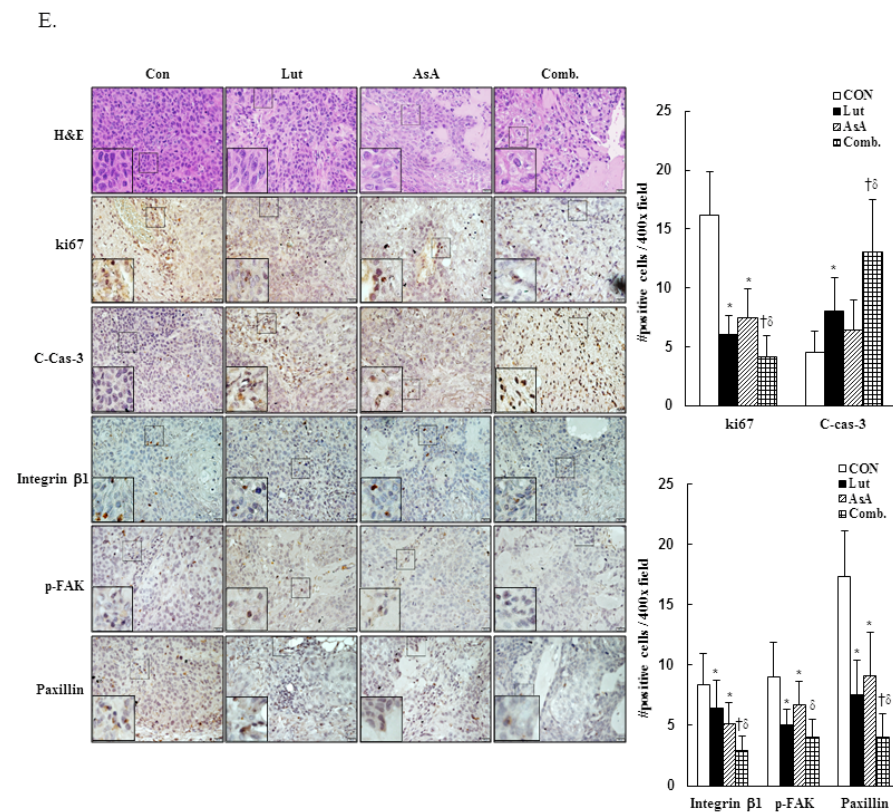 E.
Con Lut AsA Comb.
H&E
ki67
C-Cas-3
Integrin β1
p-FAK
Paxillin
#positive cells / 400x field
25
20
15
10
5
0
CON
Lut
AsA
Comb.
* * †δ
* †δ
ki67 C-cas-3
#positive cells / 400x field
25
20
15
10
5
0
CON
Lut
AsA
Comb.
* * †δ
* * δ
* * †δ
Integrin β1 p-FAK Paxillin